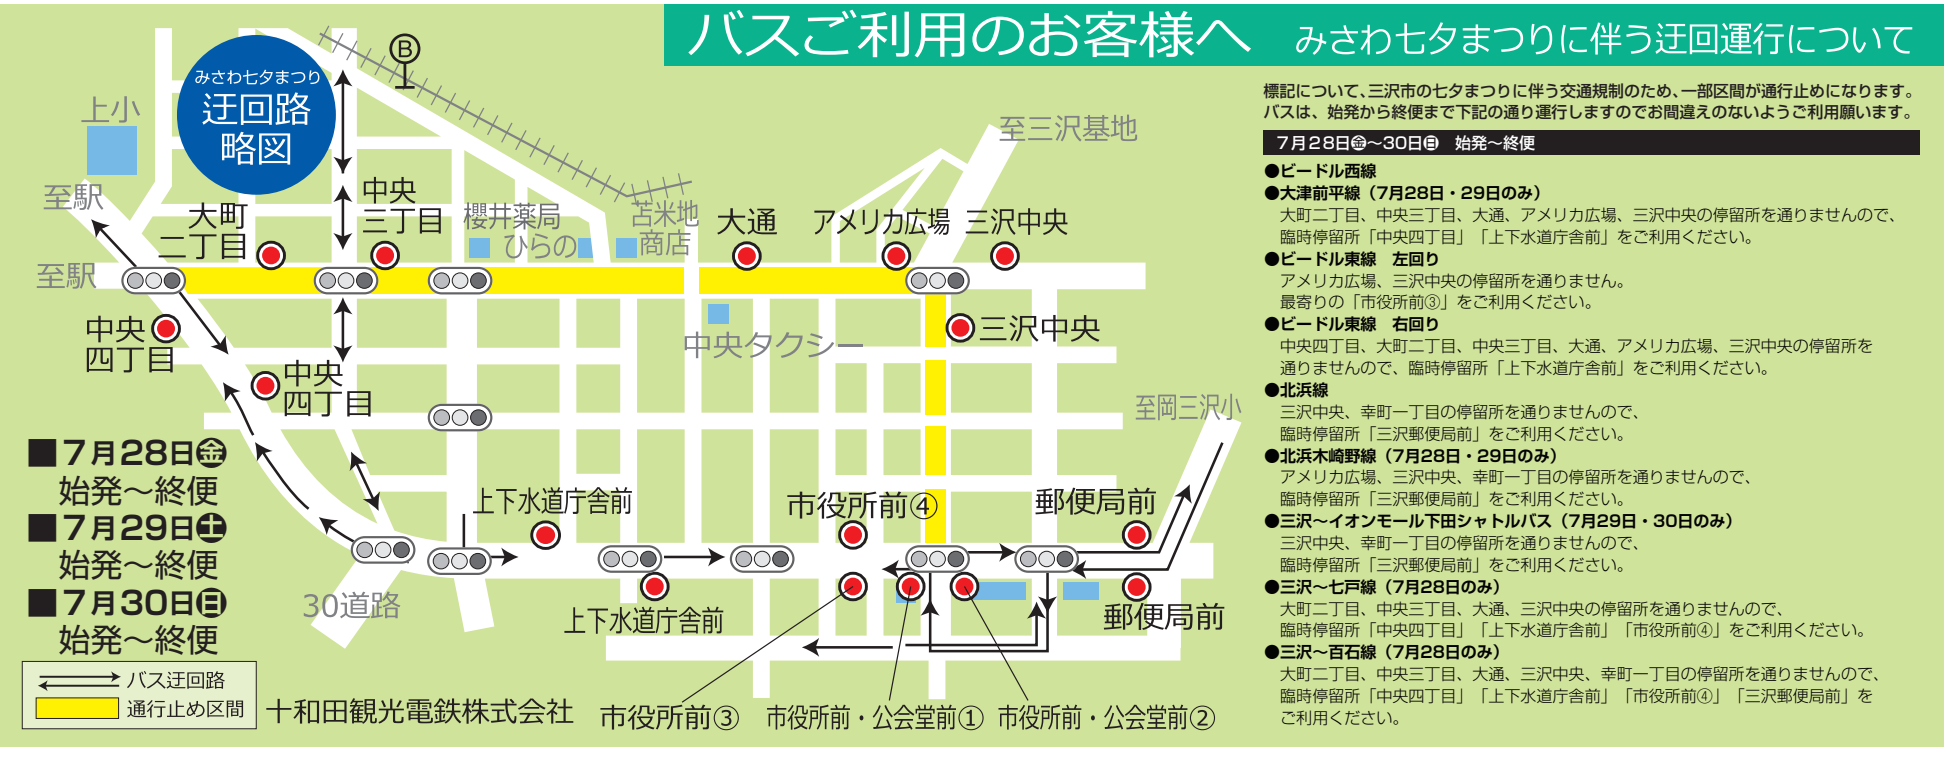 バスご利用のお客様へ みさわ七夕まつりに伴う迂回運行について
標記について、三沢市の七夕まつりに伴う交通規制のため、一部区間が通行止めになります。
バスは、始発から終便まで下記の通り運行しますのでお間違えのないようご利用願います。
7月28日㊎～30日㊐ 始発～終便
●ビードル西線
●大津前平線（7月28日・29日のみ）
大町二丁目、中央三丁目、大通、アメリカ広場、三沢中央の停留所を通りませんので、
臨時停留所「中央四丁目」「上下水道庁舎前」をご利用ください。
●ビードル東線 左回り
アメリカ広場、三沢中央の停留所を通りません。
最寄りの「市役所前③」をご利用ください。
●ビードル東線 右回り
中央四丁目、大町二丁目、中央三丁目、大通、アメリカ広場、三沢中央の停留所を
通りませんので、臨時停留所「上下水道庁舎前」をご利用ください。
●北浜線
三沢中央、幸町一丁目の停留所を通りませんので、
臨時停留所「三沢郵便局前」をご利用ください。
●北浜木崎野線（7月28日・29日のみ）
アメリカ広場、三沢中央、幸町一丁目の停留所を通りませんので、
臨時停留所「三沢郵便局前」をご利用ください。
●三沢～イオンモール下田シャトルバス（7月29日・30日のみ）
三沢中央、幸町一丁目の停留所を通りませんので、
臨時停留所「三沢郵便局前」をご利用ください。
●三沢～七戸線（7月28日のみ）
大町二丁目、中央三丁目、大通、三沢中央の停留所を通りませんので、
臨時停留所「中央四丁目」「上下水道庁舎前」「市役所前④」をご利用ください。
●三沢～百石線（7月28日のみ）
大町二丁目、中央三丁目、大通、三沢中央、幸町一丁目の停留所を通りませんので、
臨時停留所「中央四丁目」「上下水道庁舎前」「市役所前④」「三沢郵便局前」を
ご利用ください。
みさわ七夕まつり
迂回路
略図
B
上小
至三沢基地
至駅
大町
二丁目
中央
三丁目
櫻井薬局
ひらの
苫米地
商店
大通
アメリカ広場
三沢中央
至駅
中央
四丁目
中央タクシー
三沢中央
中央
四丁目
至岡三沢小
■7月28日㊎
始発～終便
■7月29日㊏
始発～終便
■7月30日㊐
始発～終便
上下水道庁舎前
市役所前④
郵便局前
30道路
上下水道庁舎前
郵便局前
バス迂回路
通行止め区間
十和田観光電鉄株式会社
市役所前③
市役所前・公会堂前①
市役所前・公会堂前②